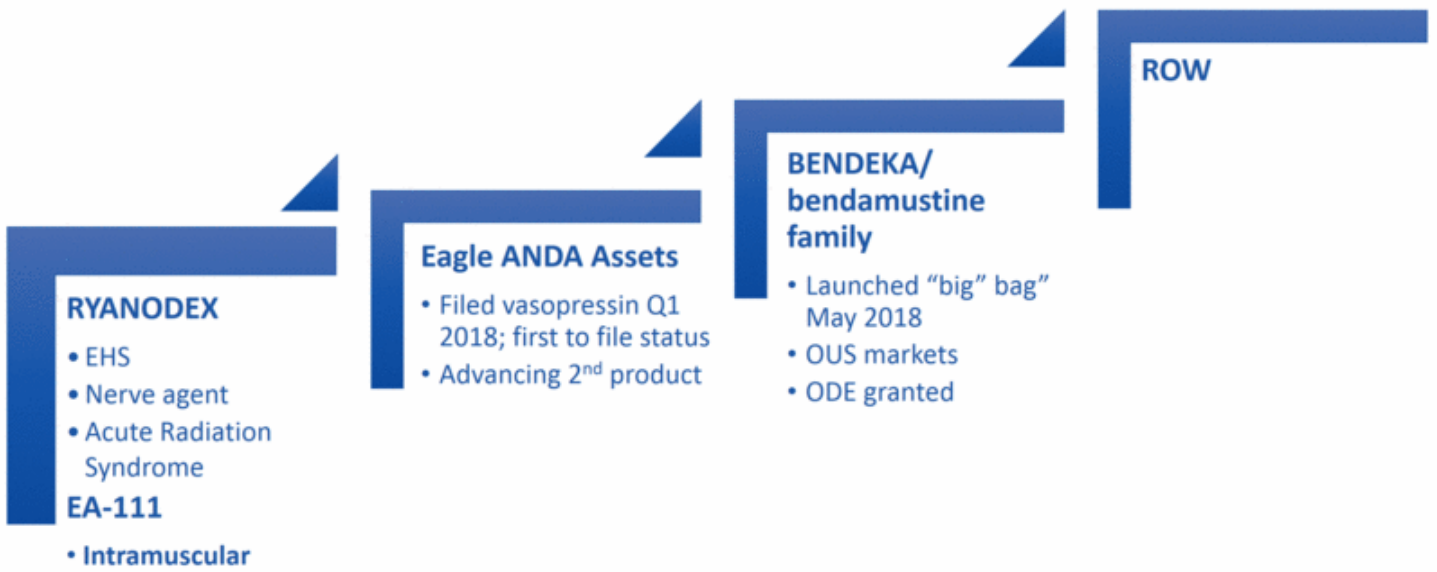 RYANODEX
• EHS
• Nerve agent
• Acute Radiation
Syndrome
EA-111
• Intramuscular
Eagle ANDA Assets
• Filed vasopressin Q1
2018; first to file status
• Advancing 2nd product
BENDEKA/
bendamustine
family
• Launched “big” bag”
May 2018
• OUS markets
• ODE granted
ROW